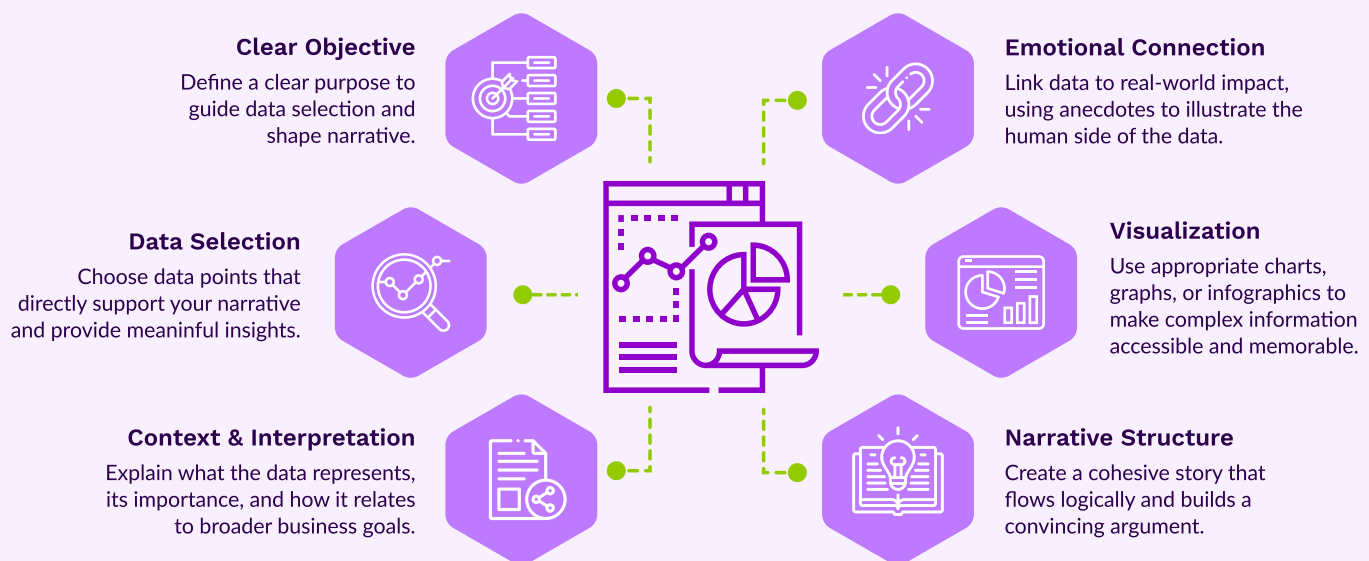 Clear Objective
Define a clear purpose to
guide data selection and
shape narrative.
Data Selection
Choose data points that
directly support your narrative
and provide meaninful insights.
Context & Interpretation
Explain what the data represents,
its importance, and how it relates
to broader business goals.
Emotional Connection
Link data to real-world impact,
using anecdotes to illustrate the
human side of the data.
Visualization
Use appropriate charts,
graphs, or infographics to
make complex information
accessible and memorable.
Narrative Structure
Create a cohesive story that
flows logically and builds a
convincing argument.